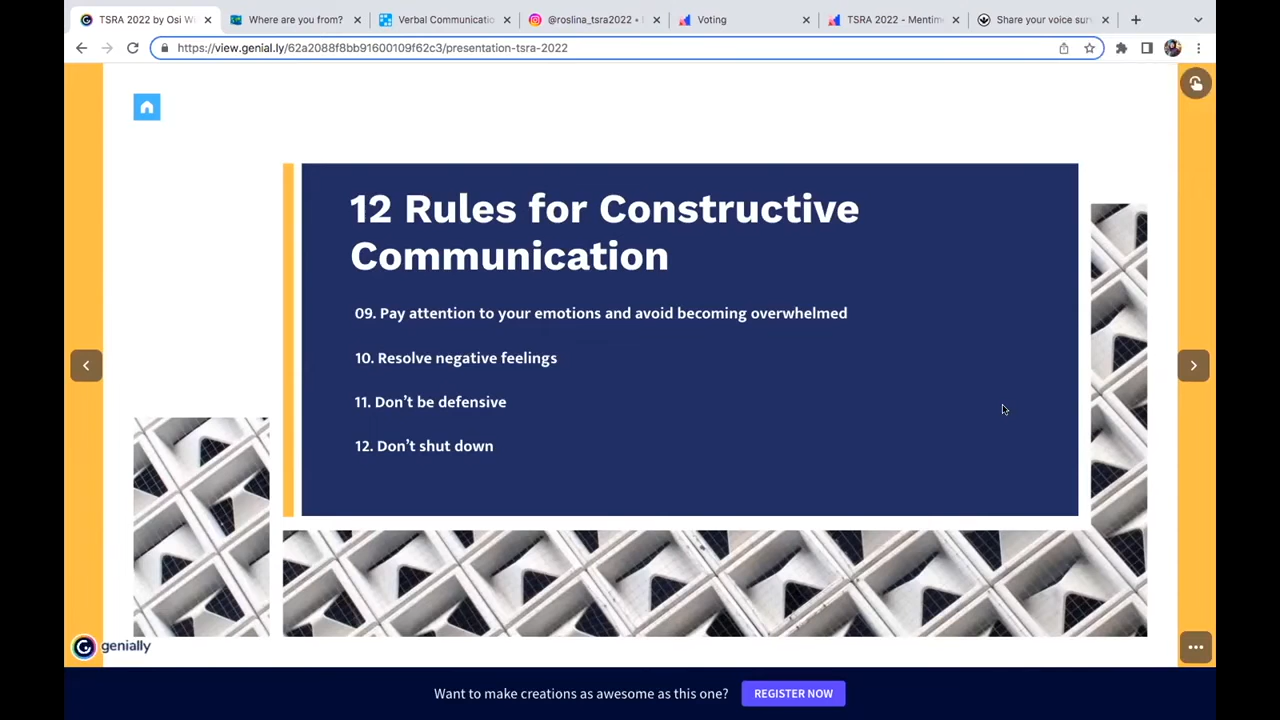 TSRA 2022 by Osi Wi
Where are you from?
Verbal Communicatio
@roslina_tsra2022 •
Voting
TSRA 2022 - Mentim
Share your voice sur
https://view.genial.ly/62a2088f8bb91600109f62c3/presentation-tsra-2022
12 Rules for Constructive
Communication
09. Pay attention to your emotions and avoid becoming overwhelmed
10. Resolve negative feelings
11. Don’t be defensive
12. Don’t shut down
genially
Want to make creations as awesome as this one?
REGISTER NOW